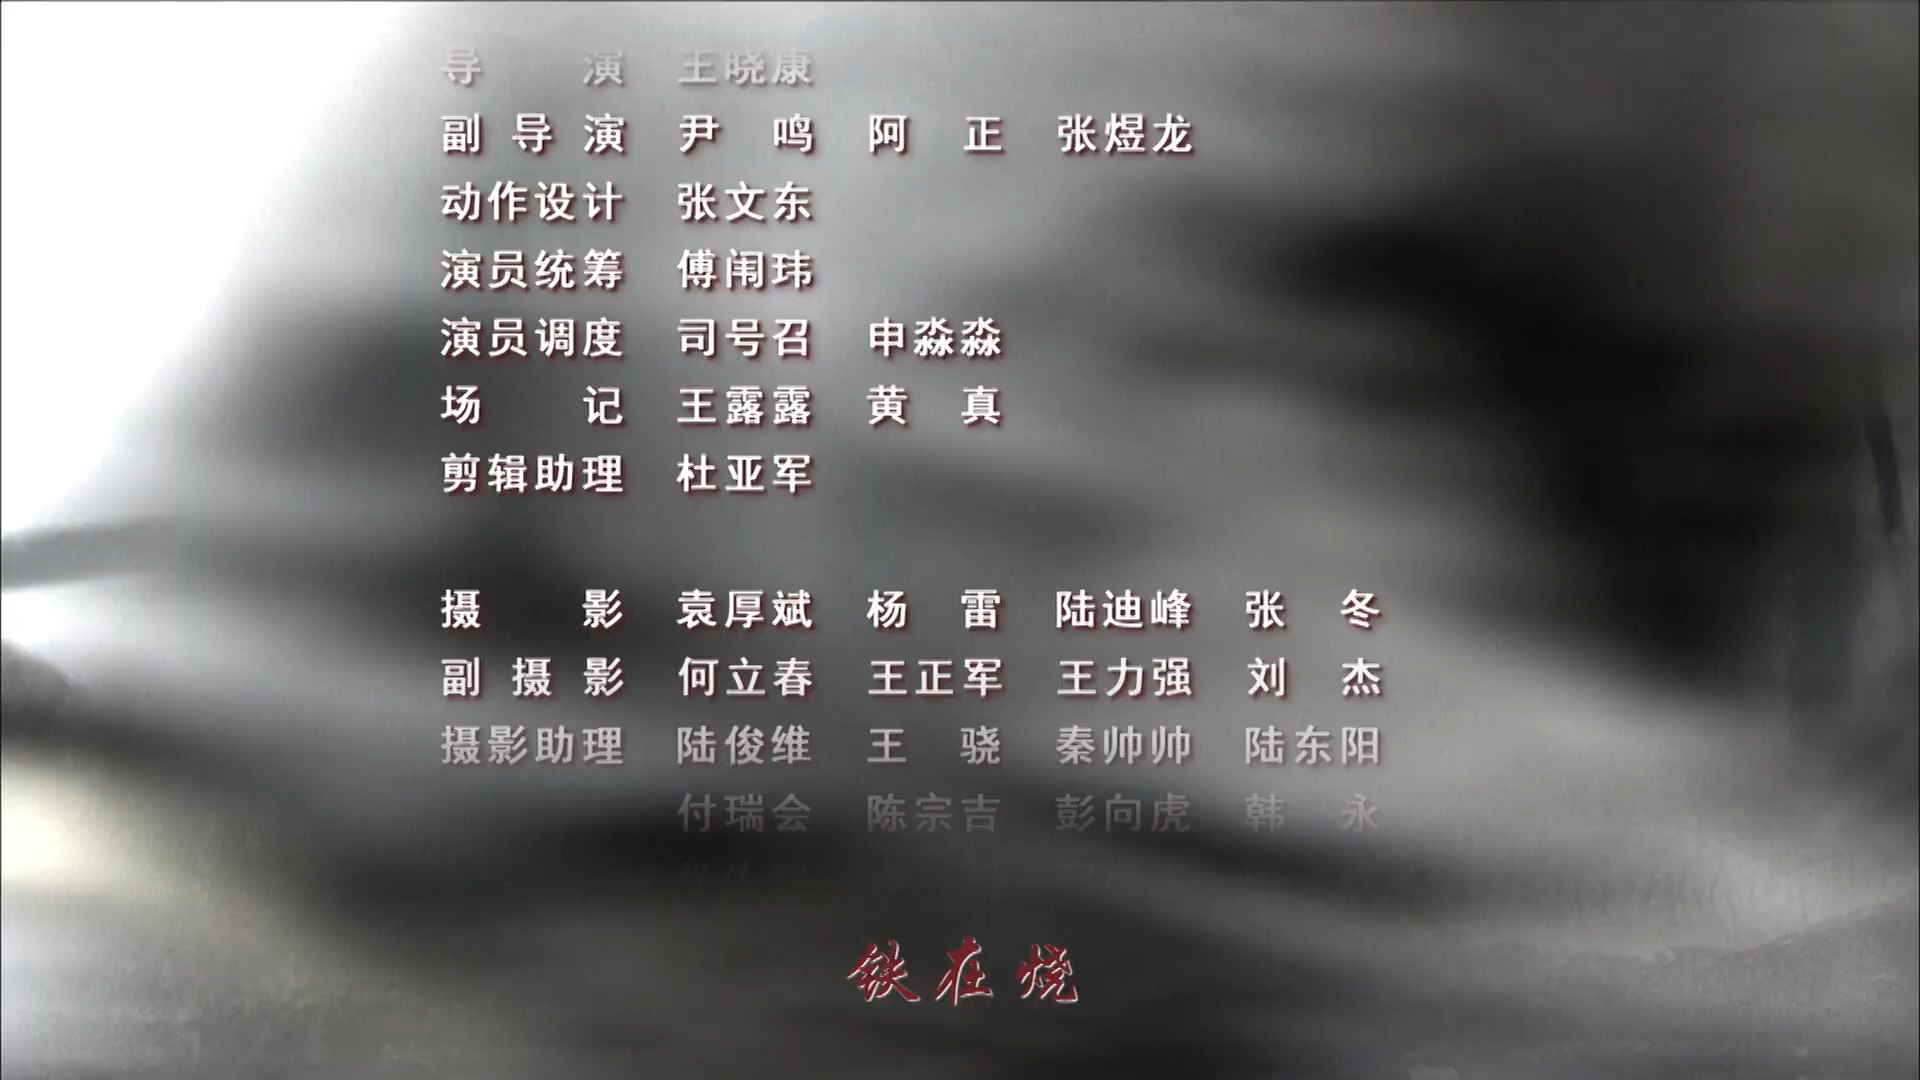 导演 王晓康
副导演 尹鸣 阿正 张煜龙
动作设计 张文东
演员统筹 傅闹玮
演员调度 司号召 申淼淼
场记 王露露 黄真
剪辑助理 杜亚军
摄影 袁厚斌 杨雷 陆迪峰 张冬
副摄影 何立春 王正军 王力强 刘杰
摄影助理 陆俊维 王骁 秦帅帅 陆东阳
付瑞会 陈宗吉 彭向虎 韩永
铁在烧